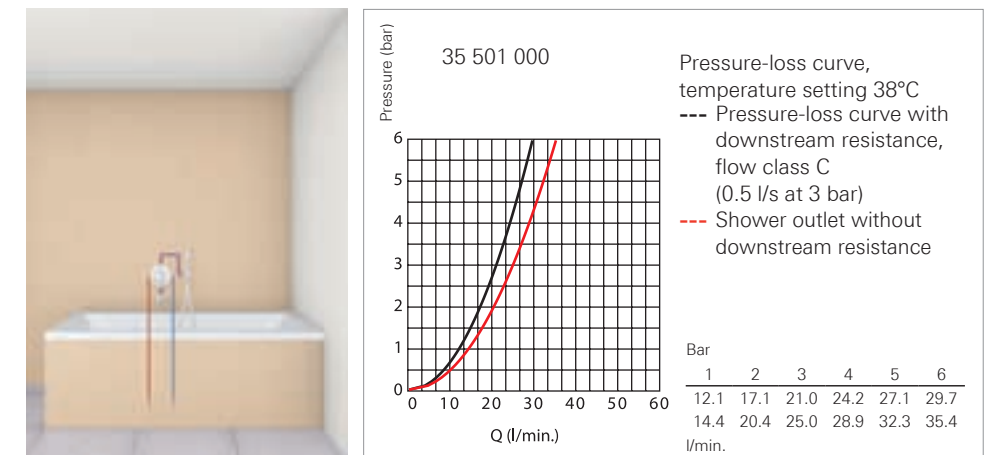 Pressure (bar)
35 501 000
6
5
4
3
2
1
0
0 10 20 30 40 50 60
Q (l/min.)
Pressure-loss curve,
temperature setting 38°C
--- Pressure-loss curve with
downstream resistance,
flow class C
(0.5 l/s at 3 bar)
--- Shower outlet without
downstream resistance
Bar
1 2 3 4 5 6
12.1 17.1 21.0 24.2 27.1 29.7
14.4 20.4 25.0 28.9 32.3 35.4
l/min.